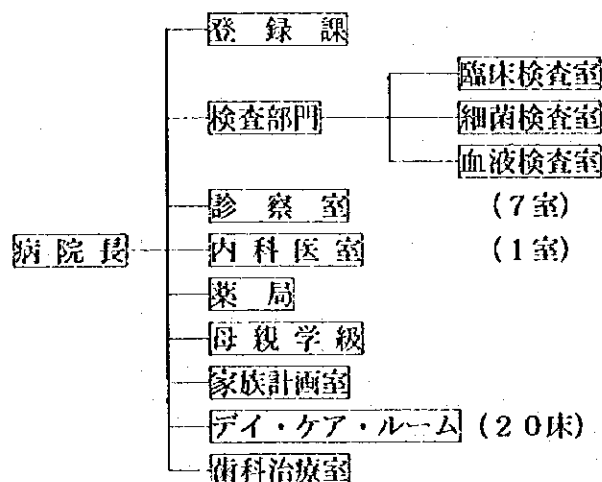 登録課
臨床検査室
検査部門
細菌検査室
血液検査室
診察室 (7室)
病院長
内科医室 (1室)
薬局
母親学級
家族計画室
デイ・ケア・ルーム (20床)
歯科治療室